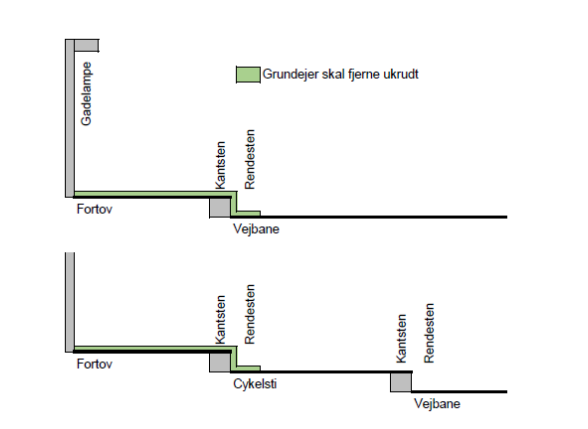 Gadelampe
Grundejer skal fjerne ukrudt
Kantsten
Rendesten
Fortov
Vejbane
Kantsten
Rendesten
Kantsten
Rendesten
Fortov
Cykelsti
Vejbane